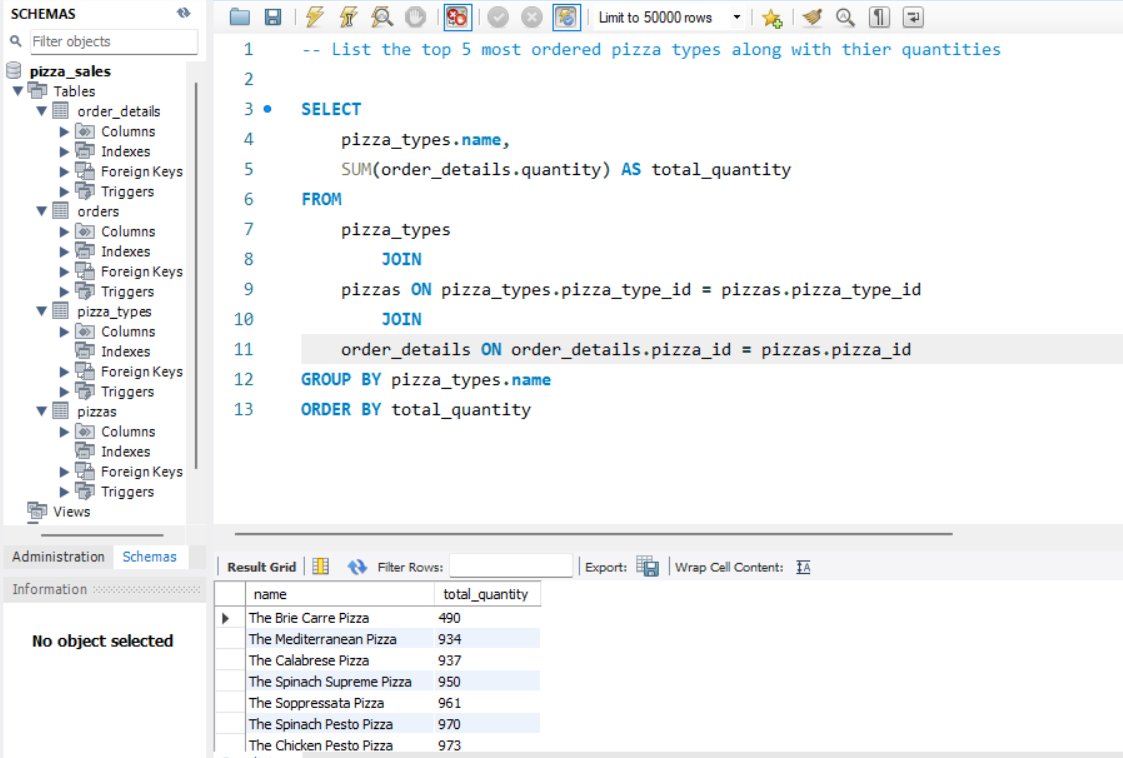 SCHEMAS
Filter objects
pizza_sales
Tables
order_details
Columns
Indexes
Foreign Keys
Triggers
orders
Columns
Indexes
Foreign Keys
Triggers
pizza_types
Columns
Indexes
Foreign Keys
Triggers
pizzas
Columns
Indexes
Foreign Keys
Triggers
Views
Administration Schemas
Information
No object selected
Limit to 50000 rows
1 -- List the top 5 most ordered pizza types along with thier quantities
2
3 SELECT
4 pizza_types.name,
5 SUM(order_details.quantity) AS total_quantity
6 FROM
7 pizza_types
8 JOIN
9 pizzas ON pizza_types.pizza_type_id = pizzas.pizza_type_id
10 JOIN
11 order_details ON order_details.pizza_id = pizzas.pizza_id
12 GROUP BY pizza_types.name
13 ORDER BY total_quantity
Result Grid Filter Rows: Export: Wrap Cell Content: IA
name total_quantity
The Brie Carre Pizza 490
The Mediterranean Pizza 934
The Calabrese Pizza 937
The Spinach Supreme Pizza 950
The Soppressata Pizza 961
The Spinach Pesto Pizza 970
The Chicken Pesto Pizza 973